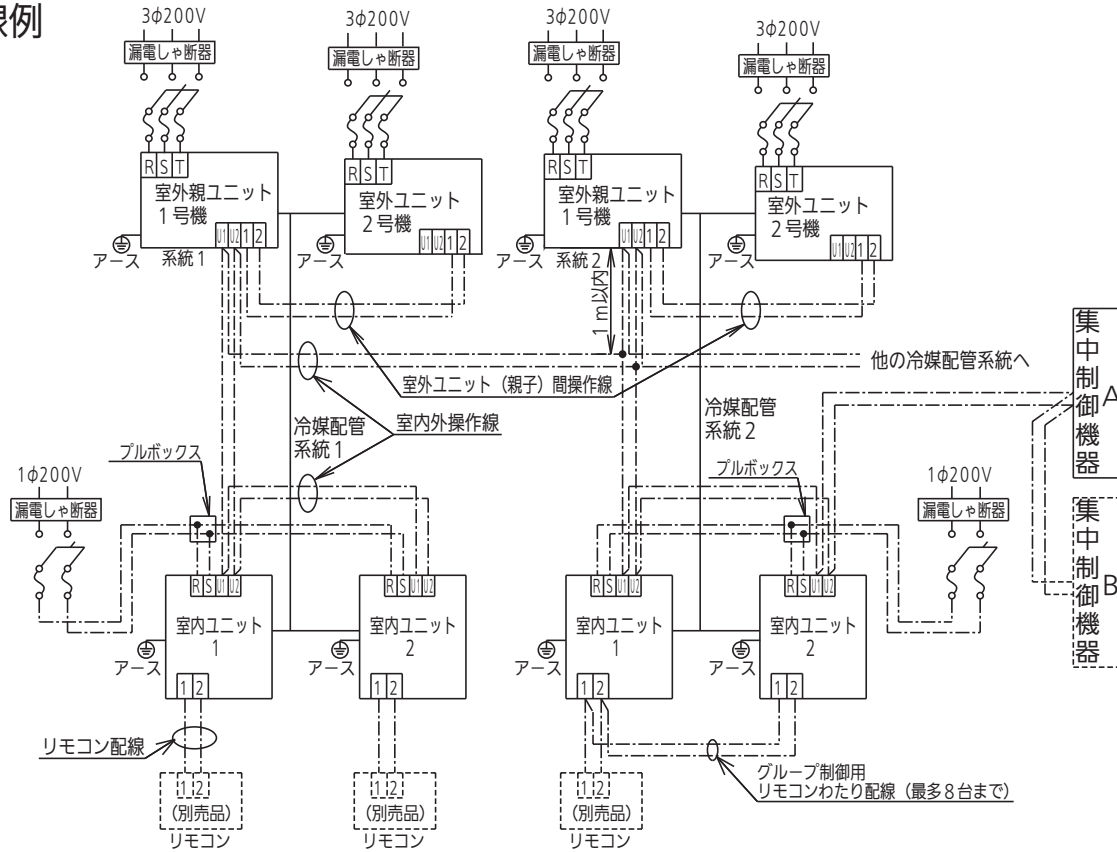 線例
3φ200V
漏電しゃ断器
3φ200V
漏電しゃ断器
3φ200V
漏電しゃ断器
3φ200V
漏電しゃ断器
R S T
室外親ユニット
1号機
U1 U2 1 2
アース
系統1
R S T
室外ユニット
2号機
U1 U2 1 2
アース
R S T
室外親ユニット
1号機
U1 U2 1 2
アース
系統2
R S T
室外ユニット
2号機
U1 U2 1 2
アース
1m以内
他の冷媒配管系統へ
室外ユニット（親子）間操作線
室内外操作線
冷媒配管
系統1
冷媒配管
系統2
集中制御機器
A
集中制御機器
B
プルボックス
プルボックス
1φ200V
漏電しゃ断器
1φ200V
漏電しゃ断器
R S U1 U2
室内ユニット
1
アース
1 2
R S U1 U2
室内ユニット
2
アース
1 2
R S U1 U2
室内ユニット
1
アース
1 2
R S U1 U2
室内ユニット
2
アース
1 2
リモコン配線
グループ制御用
リモコンわたり配線（最多8台まで）
1 2
（別売品）
リモコン
1 2
（別売品）
リモコン
1 2
（別売品）
リモコン